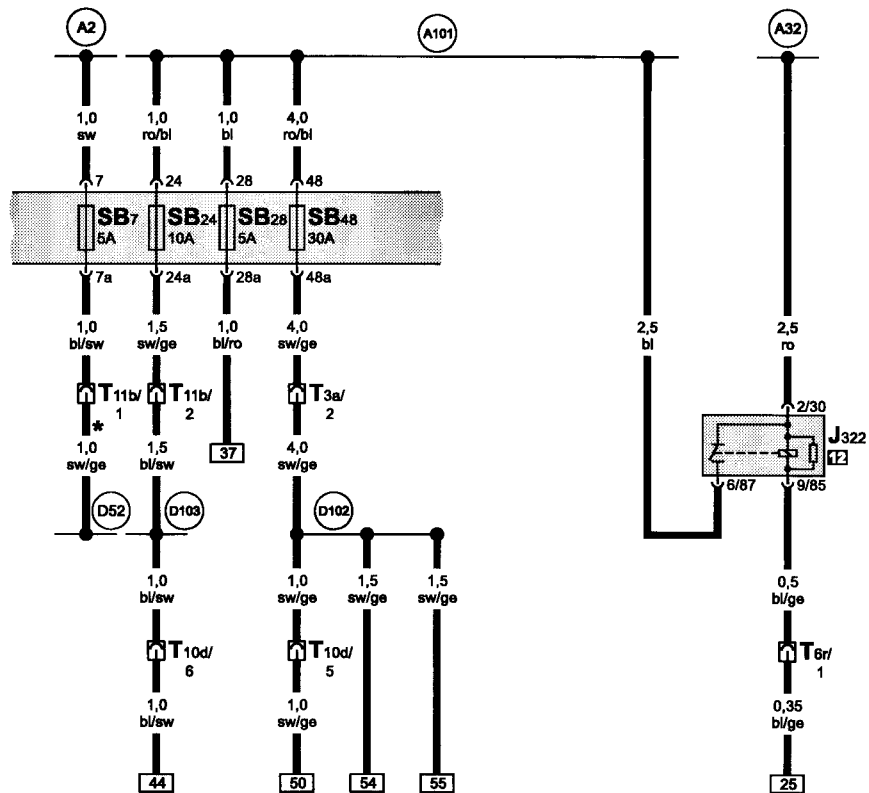 A2 A101 A32
1,0 1,0 1,0 4,0
sw ro/bl bl ro/bl
7 24 28 48
SB7 SB24 SB28 SB48
5A 10A 5A 30A
7a 24a 28a 48a
1,0 1,5 1,0 4,0 2,5 2,5
bl/sw sw/ge bl/ro sw/ge bl ro
T11b/ T11b/ T3a/
1 2 2
2/30
*
J322
1,0 1,5 37 4,0 12
sw/ge bl/sw sw/ge
6/87 9/85
D52 D103 D102
1,0 1,0 1,5 1,5 0,5
bl/sw sw/ge sw/ge sw/ge bl/ge
T10d/ T10d/ T6r/
6 5 1
1,0 1,0 0,35
bl/sw sw/ge bl/ge
44 50 54 55 25